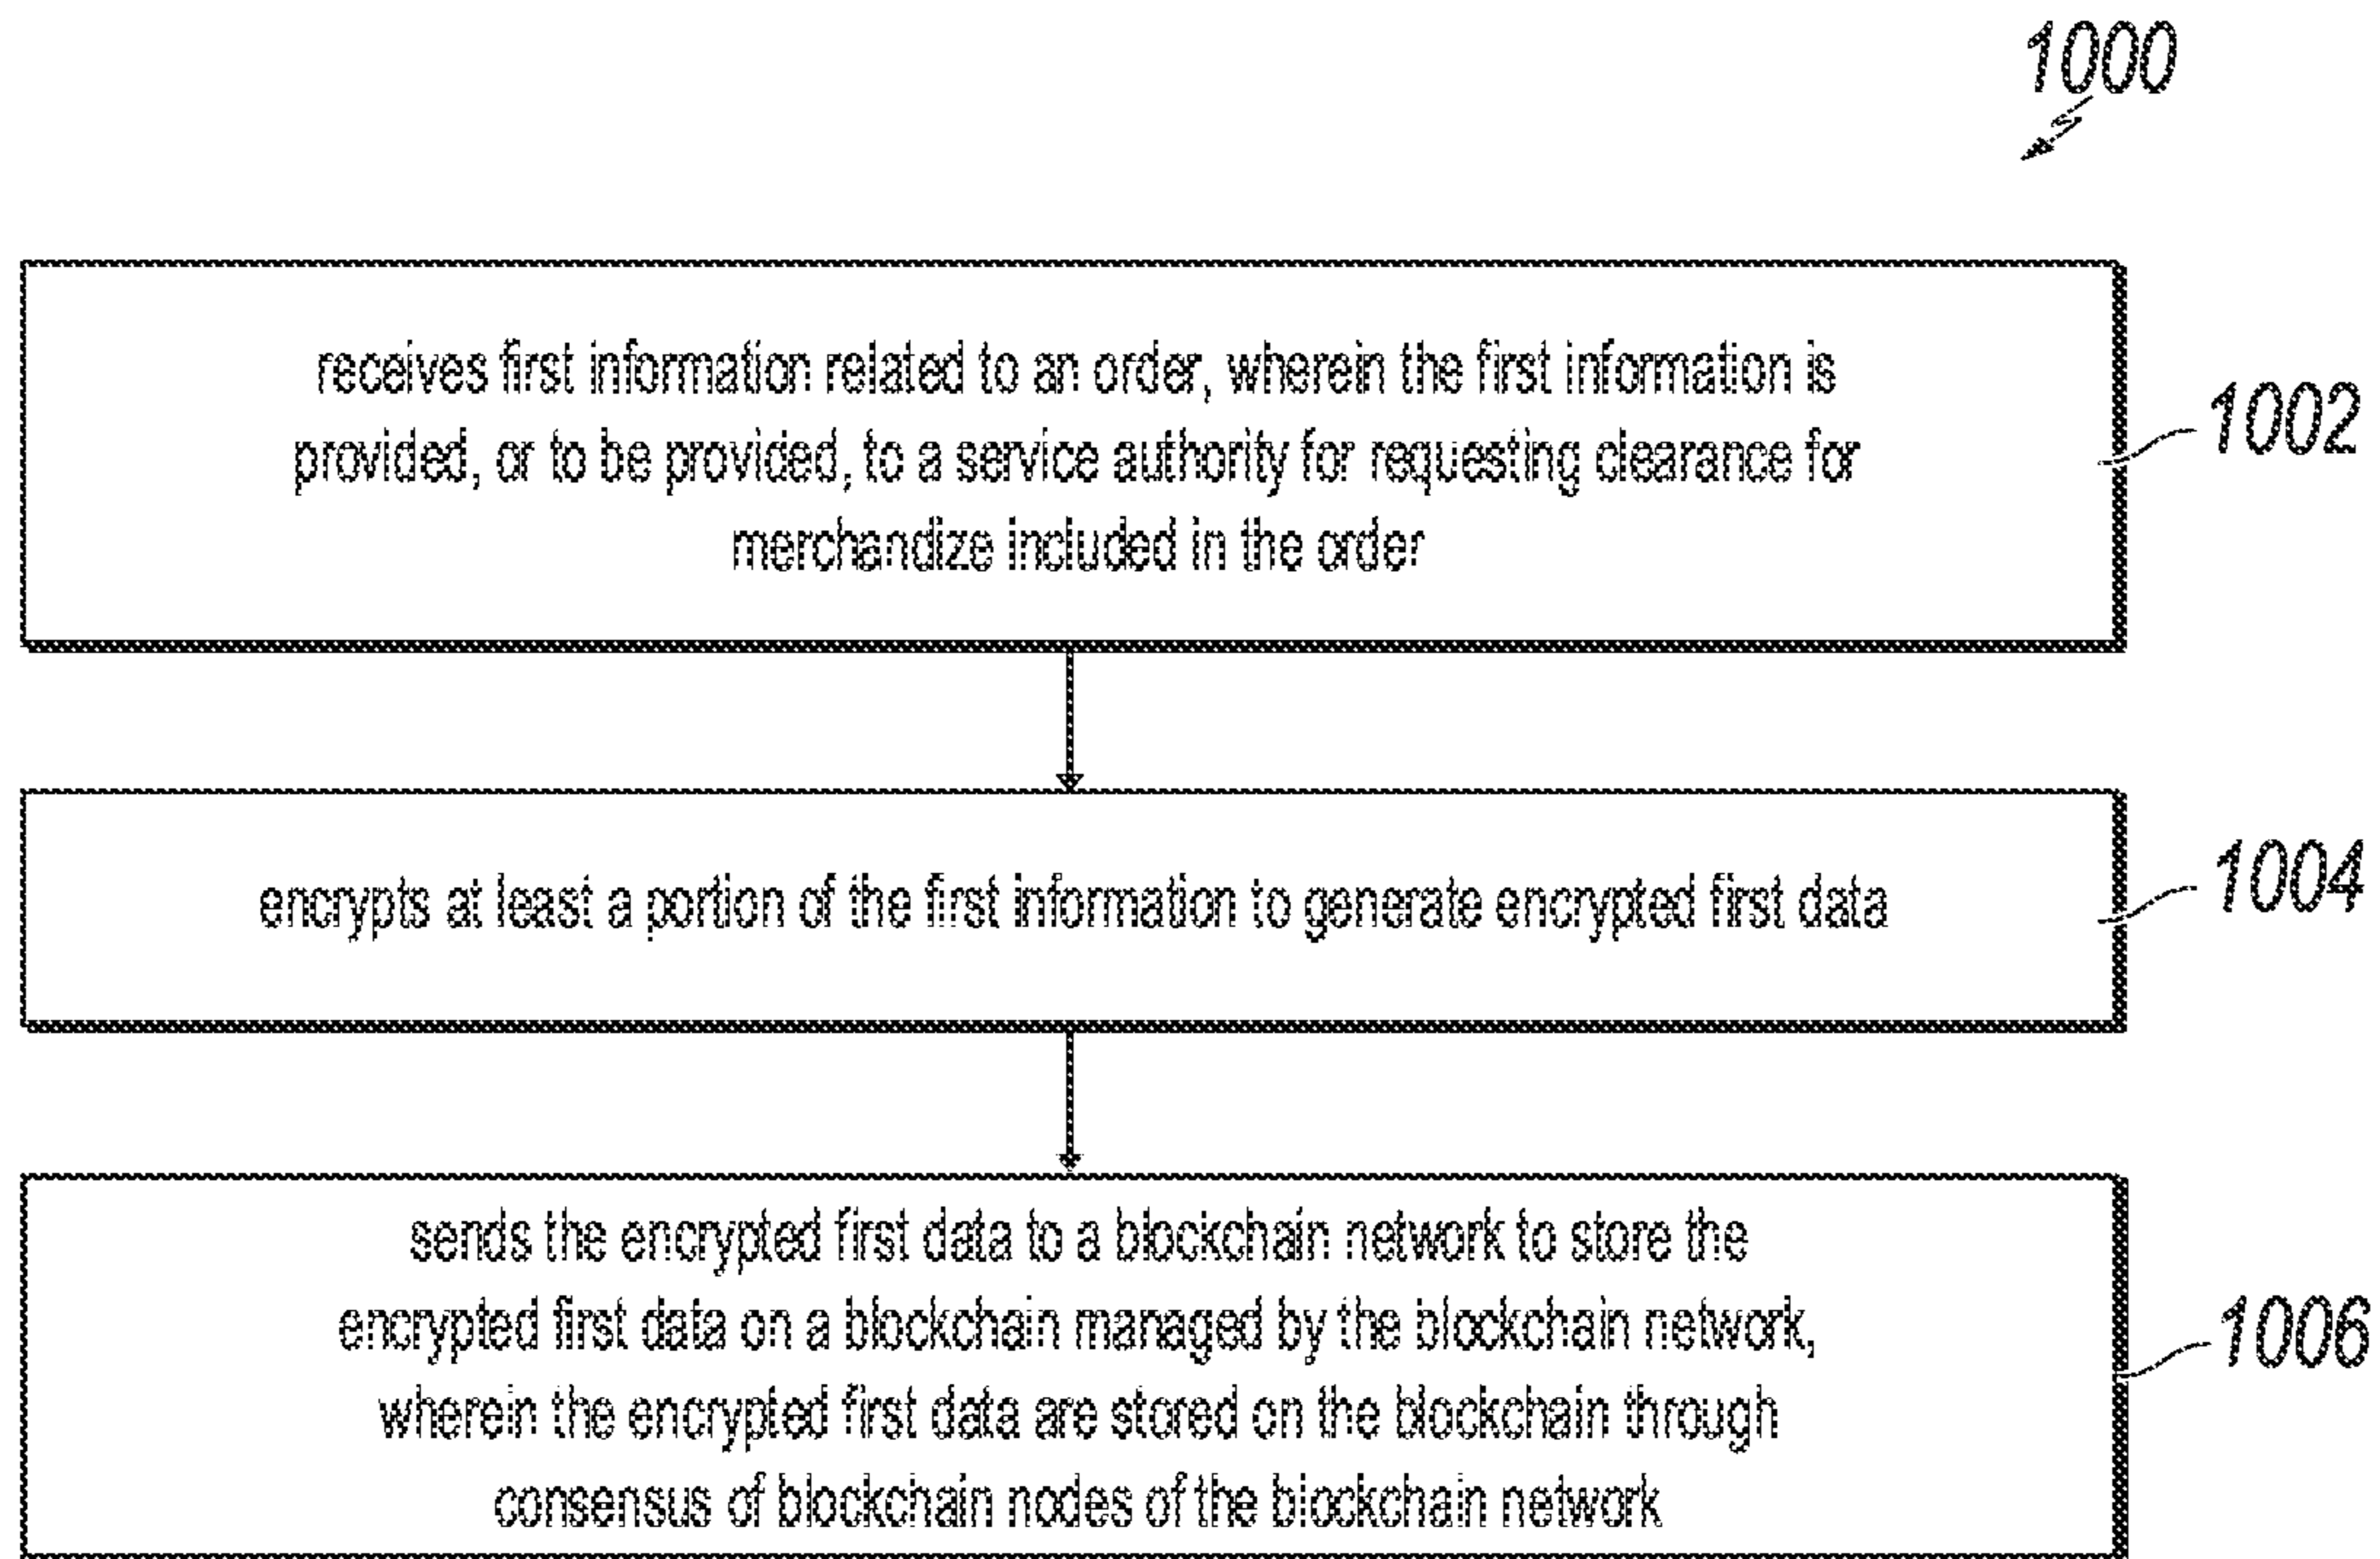 1000
receives first information related to an order, wherein the first information is
provided, or to be provided, to a service authority for requesting clearance for
merchandize included in the order
1002
encrypts at least a portion of the first information to generate encrypted first data
1004
sends the encrypted first data to a blockchain network to store the
encrypted first data on a blockchain managed by the blockchain network,
wherein the encrypted first data are stored on the blockchain through
consensus of blockchain nodes of the blockchain network
1006